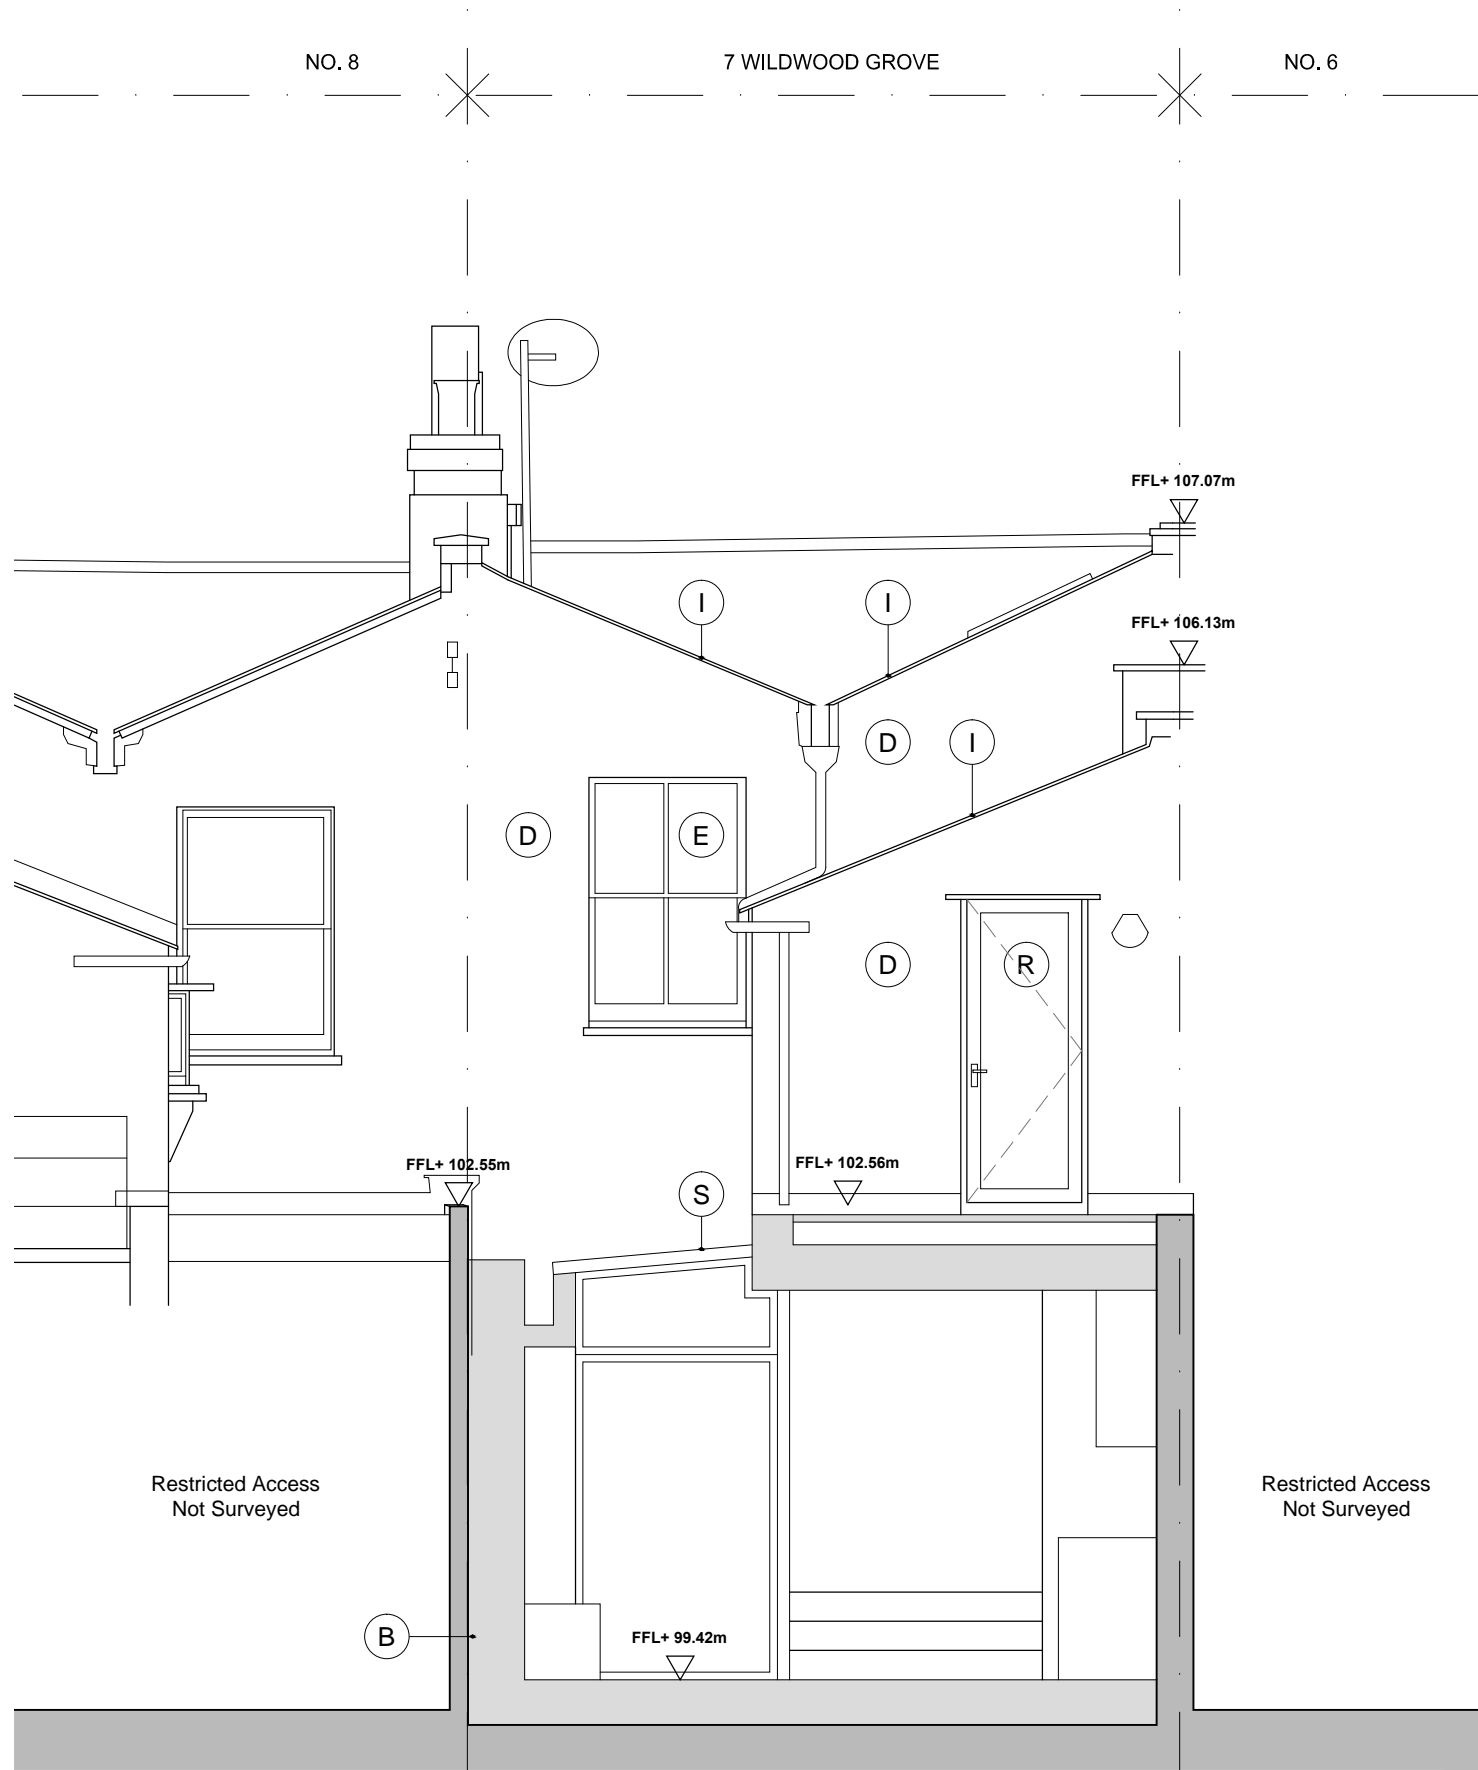 NO. 8
7 WILDWOOD GROVE
NO. 6
FFL+ 107.07m
I
I
FFL+ 106.13m
D
I
D
E
D
R
FFL+ 102.55m
FFL+ 102.56m
S
Restricted Access
Not Surveyed
Restricted Access
Not Surveyed
B
FFL+ 99.42m